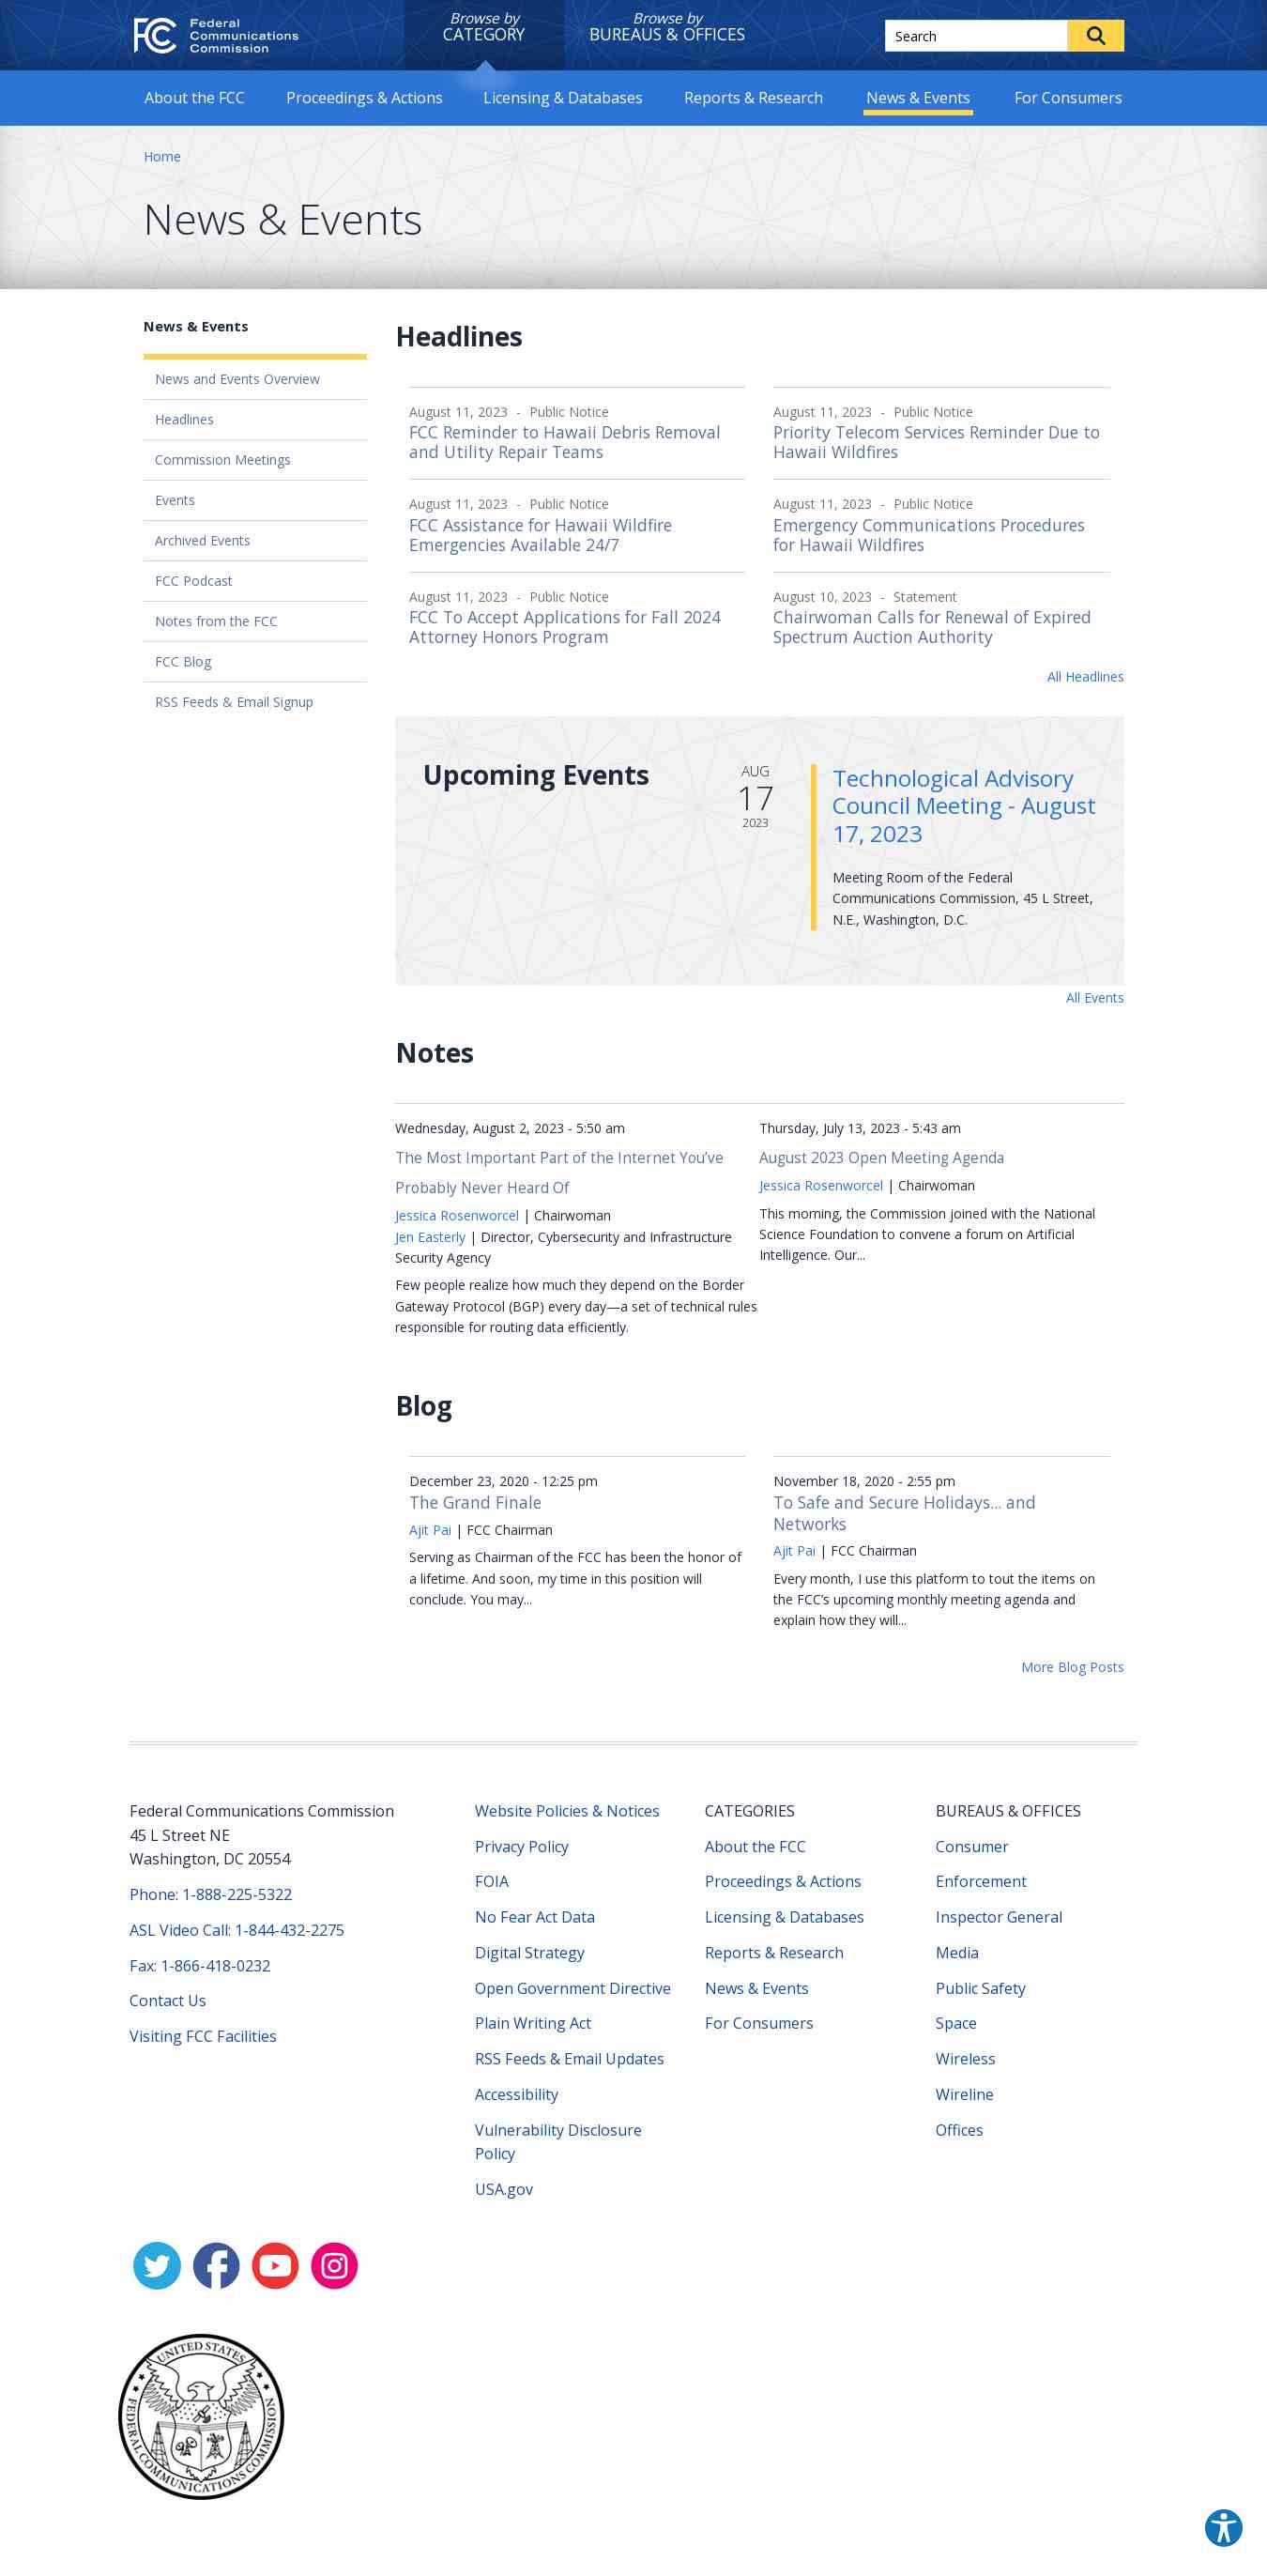 Federal
Communications
Commission
Browse by
CATEGORY
Browse by
BUREAUS & OFFICES
Search
About the FCC
Proceedings & Actions
Licensing & Databases
Reports & Research
News & Events
For Consumers
Home
News & Events
News & Events
News and Events Overview
Headlines
Commission Meetings
Events
Archived Events
FCC Podcast
Notes from the FCC
FCC Blog
RSS Feeds & Email Signup
Headlines
August 11, 2023 - Public Notice
FCC Reminder to Hawaii Debris Removal
and Utility Repair Teams
August 11, 2023 - Public Notice
Priority Telecom Services Reminder Due to
Hawaii Wildfires
August 11, 2023 - Public Notice
FCC Assistance for Hawaii Wildfire
Emergencies Available 24/7
August 11, 2023 - Public Notice
Emergency Communications Procedures
for Hawaii Wildfires
August 11, 2023 - Public Notice
FCC To Accept Applications for Fall 2024
Attorney Honors Program
August 10, 2023 - Statement
Chairwoman Calls for Renewal of Expired
Spectrum Auction Authority
All Headlines
Upcoming Events
AUG
17
2023
Technological Advisory
Council Meeting - August
17, 2023
Meeting Room of the Federal
Communications Commission, 45 L Street,
N.E., Washington, D.C.
All Events
Notes
Wednesday, August 2, 2023 - 5:50 am
The Most Important Part of the Internet You’ve
Probably Never Heard Of
Jessica Rosenworcel | Chairwoman
Jen Easterly | Director, Cybersecurity and Infrastructure
Security Agency
Few people realize how much they depend on the Border
Gateway Protocol (BGP) every day—a set of technical rules
responsible for routing data efficiently.
Thursday, July 13, 2023 - 5:43 am
August 2023 Open Meeting Agenda
Jessica Rosenworcel | Chairwoman
This morning, the Commission joined with the National
Science Foundation to convene a forum on Artificial
Intelligence. Our...
Blog
December 23, 2020 - 12:25 pm
The Grand Finale
Ajit Pai | FCC Chairman
Serving as Chairman of the FCC has been the honor of
a lifetime. And soon, my time in this position will
conclude. You may...
November 18, 2020 - 2:55 pm
To Safe and Secure Holidays... and
Networks
Ajit Pai | FCC Chairman
Every month, I use this platform to tout the items on
the FCC’s upcoming monthly meeting agenda and
explain how they will...
More Blog Posts
Federal Communications Commission
45 L Street NE
Washington, DC 20554
Phone: 1-888-225-5322
ASL Video Call: 1-844-432-2275
Fax: 1-866-418-0232
Contact Us
Visiting FCC Facilities
Website Policies & Notices
Privacy Policy
FOIA
No Fear Act Data
Digital Strategy
Open Government Directive
Plain Writing Act
RSS Feeds & Email Updates
Accessibility
Vulnerability Disclosure
Policy
USA.gov
CATEGORIES
About the FCC
Proceedings & Actions
Licensing & Databases
Reports & Research
News & Events
For Consumers
BUREAUS & OFFICES
Consumer
Enforcement
Inspector General
Media
Public Safety
Space
Wireless
Wireline
Offices
UNITED STATES
FEDERAL COMMUNICATIONS COMMISSION